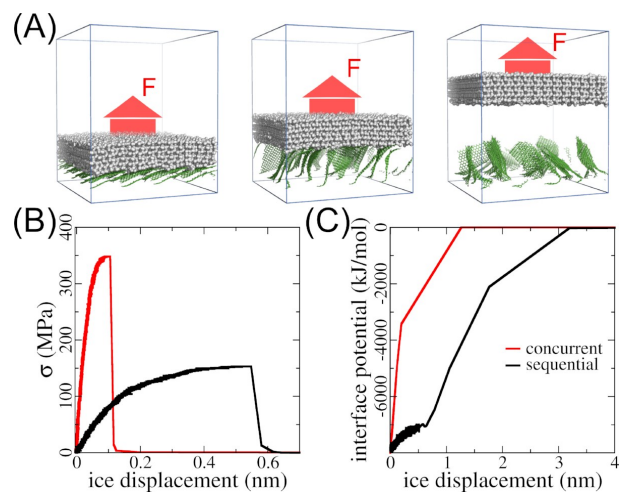 (A)
F
F
F
(B)
400
300
200
100
0
σ (MPa)
0
0.2
0.4
0.6
ice displacement (nm)
(C)
0
-2000
-4000
-6000
interface potential (kJ/mol)
concurrent
sequential
0
1
2
3
4
ice displacement (nm)